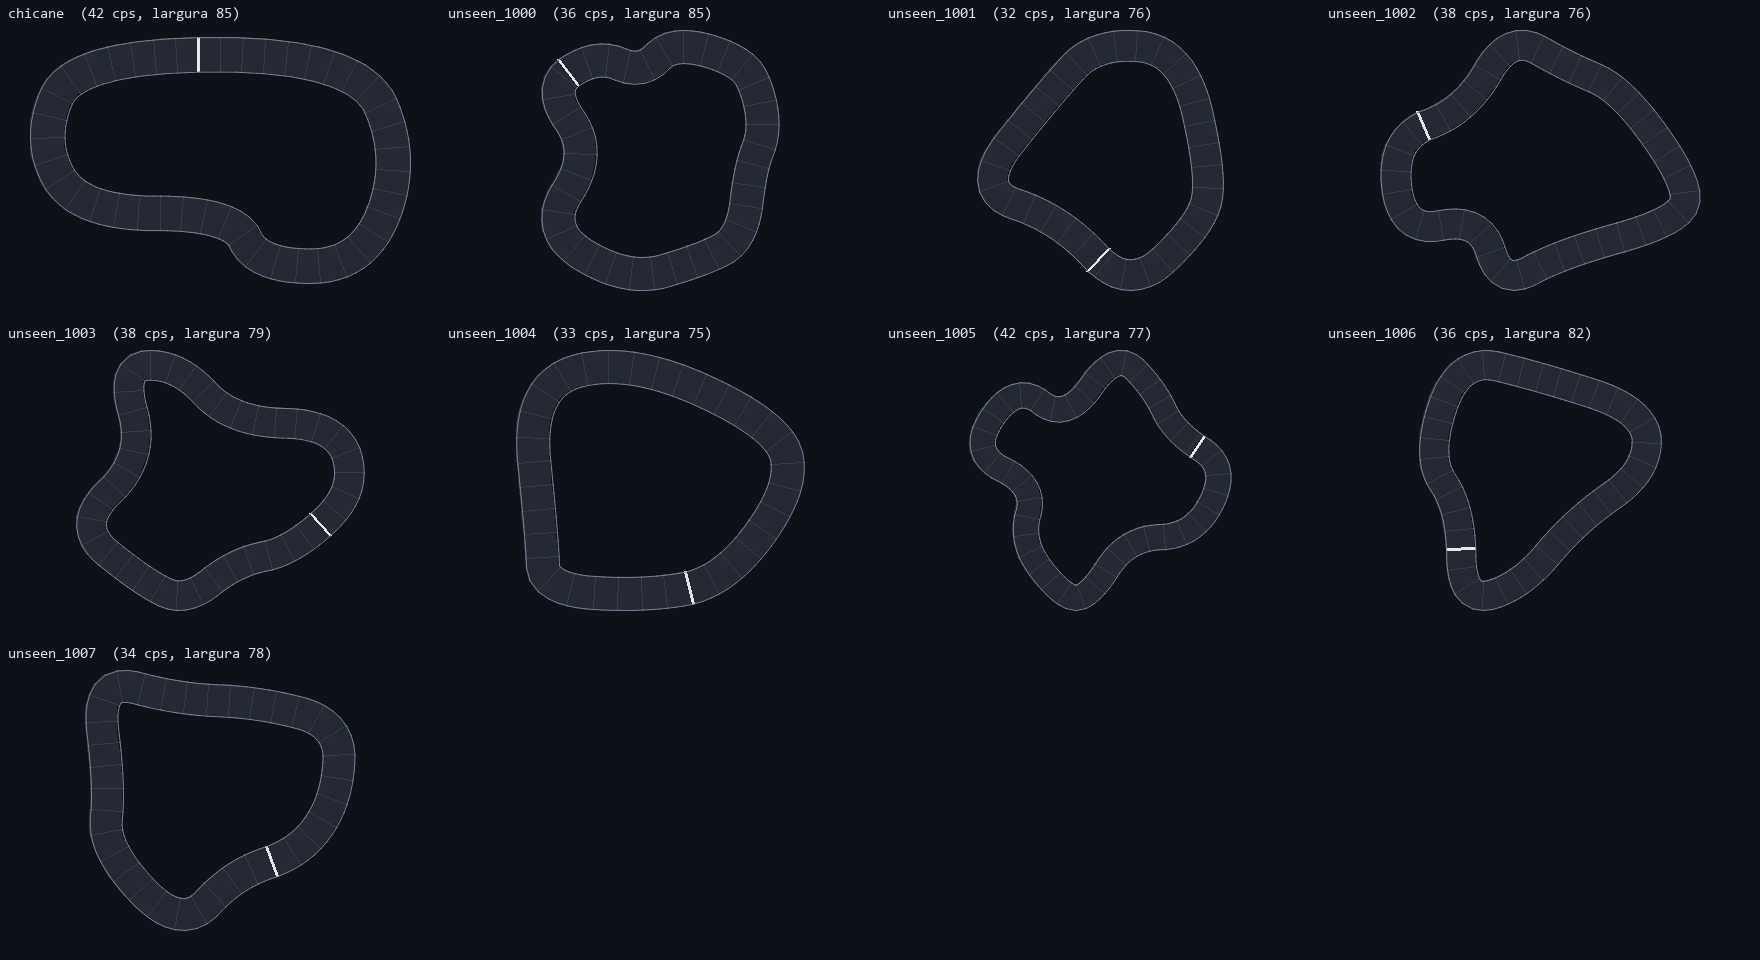 chicane  (42 cps, largura 85)
unseen_1000  (36 cps, largura 85)
unseen_1001  (32 cps, largura 76)
unseen_1002  (38 cps, largura 76)
unseen_1003  (38 cps, largura 79)
unseen_1004  (33 cps, largura 75)
unseen_1005  (42 cps, largura 77)
unseen_1006  (36 cps, largura 82)
unseen_1007  (34 cps, largura 78)